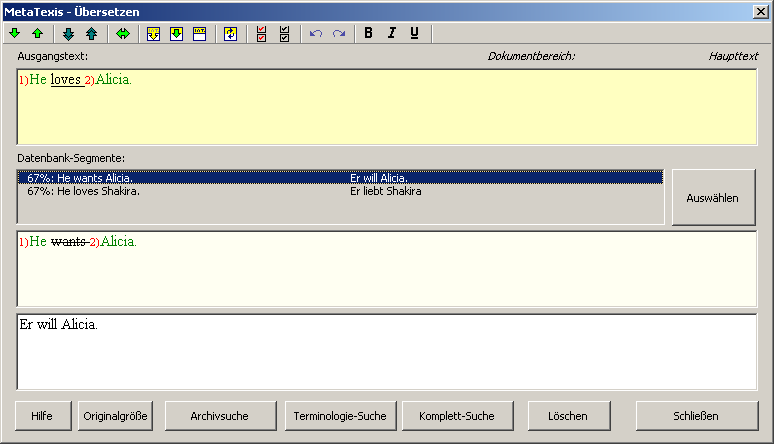 MetaTexis - Übersetzen
B I U
Ausgangstext: Dokumentbereich: Haupttext
1)He loves 2)Alicia.
Datenbank-Segmente:
67%: He wants Alicia. Er will Alicia.
67%: He loves Shakira. Er liebt Shakira
Auswählen
1)He wants 2)Alicia.
Er will Alicia.
Hilfe Originalgröße Archivsuche Terminologie-Suche Komplett-Suche Löschen Schließen